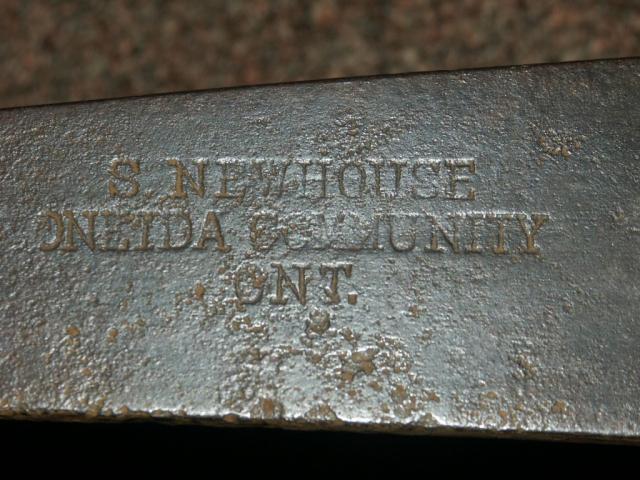 S. NEWHOUSE
ONEIDA COMMUNITY
ONT.